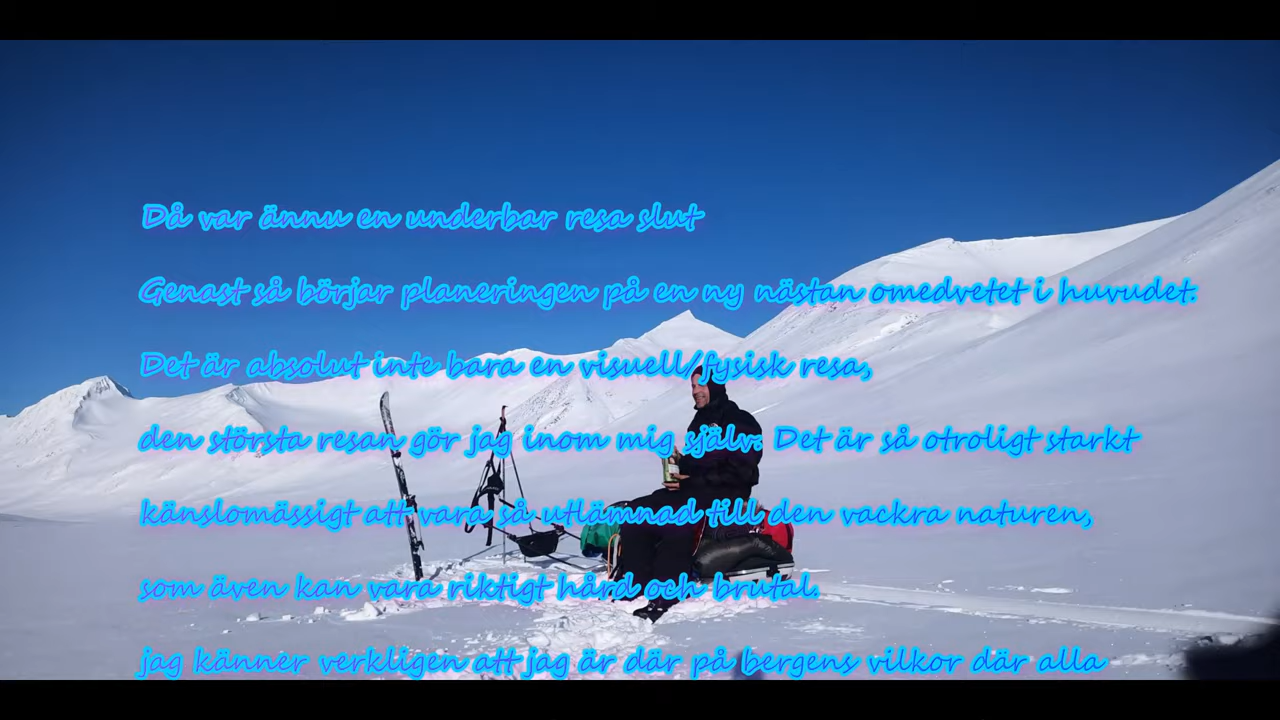 Då var ännu en underbar resa slut
Genast så börjar planeringen på en ny nästan omedvetet i huvudet.
Det är absolut inte bara en visuell/fysisk resa,
den största resan gör jag inom mig själv. Det är så otroligt starkt
känslomässigt att vara så utlämnad till den vackra naturen,
som även kan vara riktigt hård och brutal.
jag känner verkligen att jag är där på bergens vilkor där alla